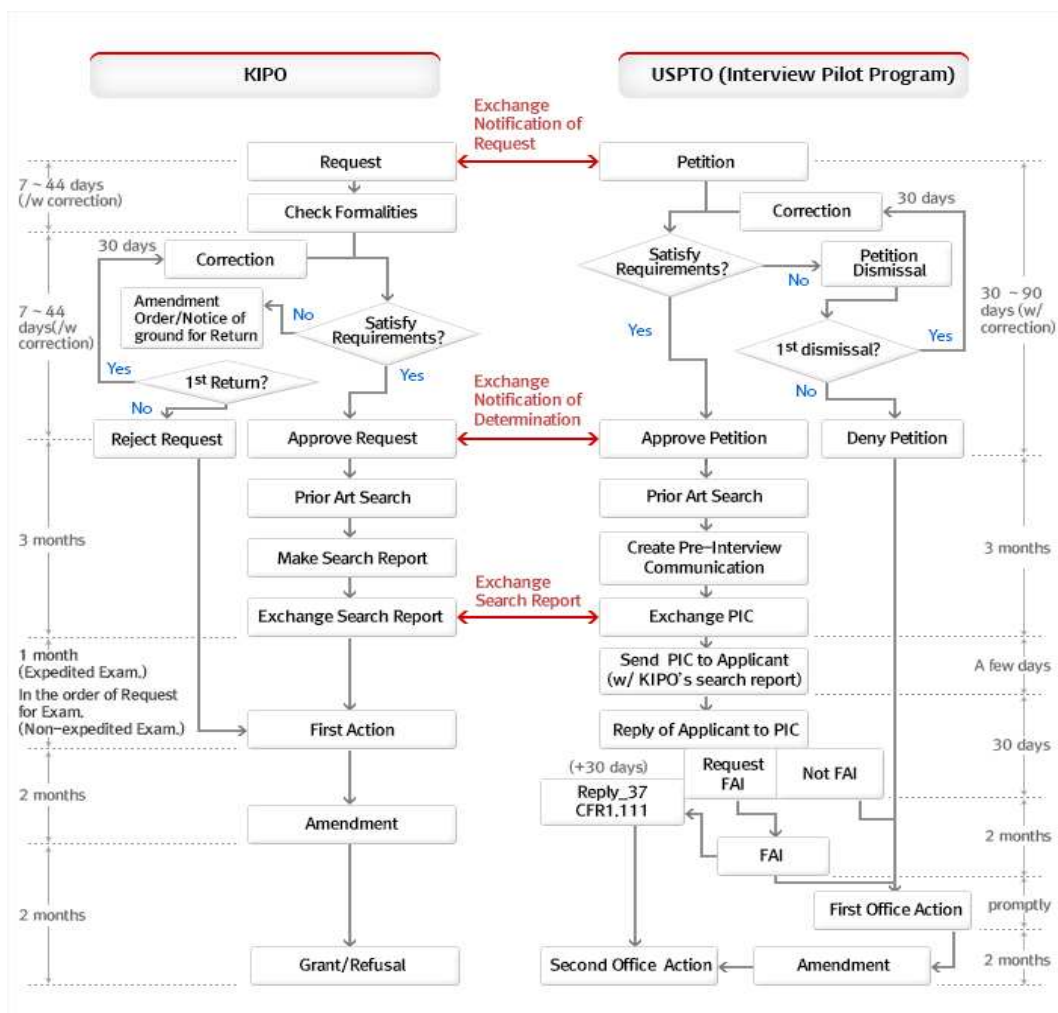 KIPO
USPTO (Interview Pilot Program)
Exchange
Notification of
Request
Request
Petition
7 ~ 44 days
(/w correction)
Check Formalities
Correction
30 days
30 days
Correction
Satisfy
Requirements?
No
Petition
Dismissal
Amendment
Order/Notice of
ground for Return
No
Satisfy
Requirements?
7 ~ 44
days(/w
correction)
30 ~ 90
days (w/
correction)
Yes
1st dismissal?
Yes
Yes
1st Return?
Yes
No
No
Exchange
Notification of
Determination
Reject Request
Approve Request
Approve Petition
Deny Petition
Prior Art Search
Prior Art Search
3 months
Make Search Report
Create Pre-Interview
Communication
3 months
Exchange
Search Report
Exchange Search Report
Exchange PIC
1 month
(Expedited Exam.)
In the order of Request
for Exam.
(Non-expedited Exam.)
Send PIC to Applicant
(w/ KIPO's search report)
A few days
First Action
Reply of Applicant to PIC
30 days
Request
FAI
Not FAI
(+30 days)
Reply_37
CFR1.111
2 months
Amendment
FAI
2 months
First Office Action
promptly
2 months
Grant/Refusal
Second Office Action
Amendment
2 months